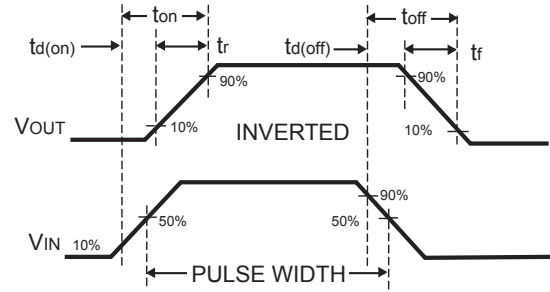 ton toff
td(on) tr td(off) tf
90% 90%
VOUT 10% INVERTED 10%
90%
50% 50%
VIN 10%
PULSE WIDTH